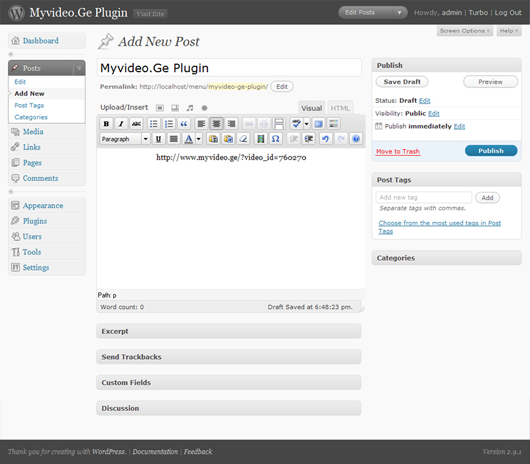 Myvideo.Ge Plugin Visit Site Edit Posts Howdy, admin | Turbo | Log Out
Screen Options Help
Dashboard
Posts
Edit
Add New
Post Tags
Categories
Media
Links
Pages
Comments
Appearance
Plugins
Users
Tools
Settings
Add New Post
Myvideo.Ge Plugin
Permalink: http://localhost/menu/myvideo-ge-plugin/ Edit
Upload/Insert Visual HTML
B I ABC ABC
Paragraph U A
http://www.myvideo.ge/?video_id=760270
Path: p
Word count: 0 Draft Saved at 6:48:23 pm.
Excerpt
Send Trackbacks
Custom Fields
Discussion
Publish
Save Draft Preview
Status: Draft Edit
Visibility: Public Edit
Publish immediately Edit
Move to Trash Publish
Post Tags
Add new tag Add
Separate tags with commas.
Choose from the most used tags in Post
Tags
Categories
Thank you for creating with WordPress. | Documentation | Feedback Version 2.9.1